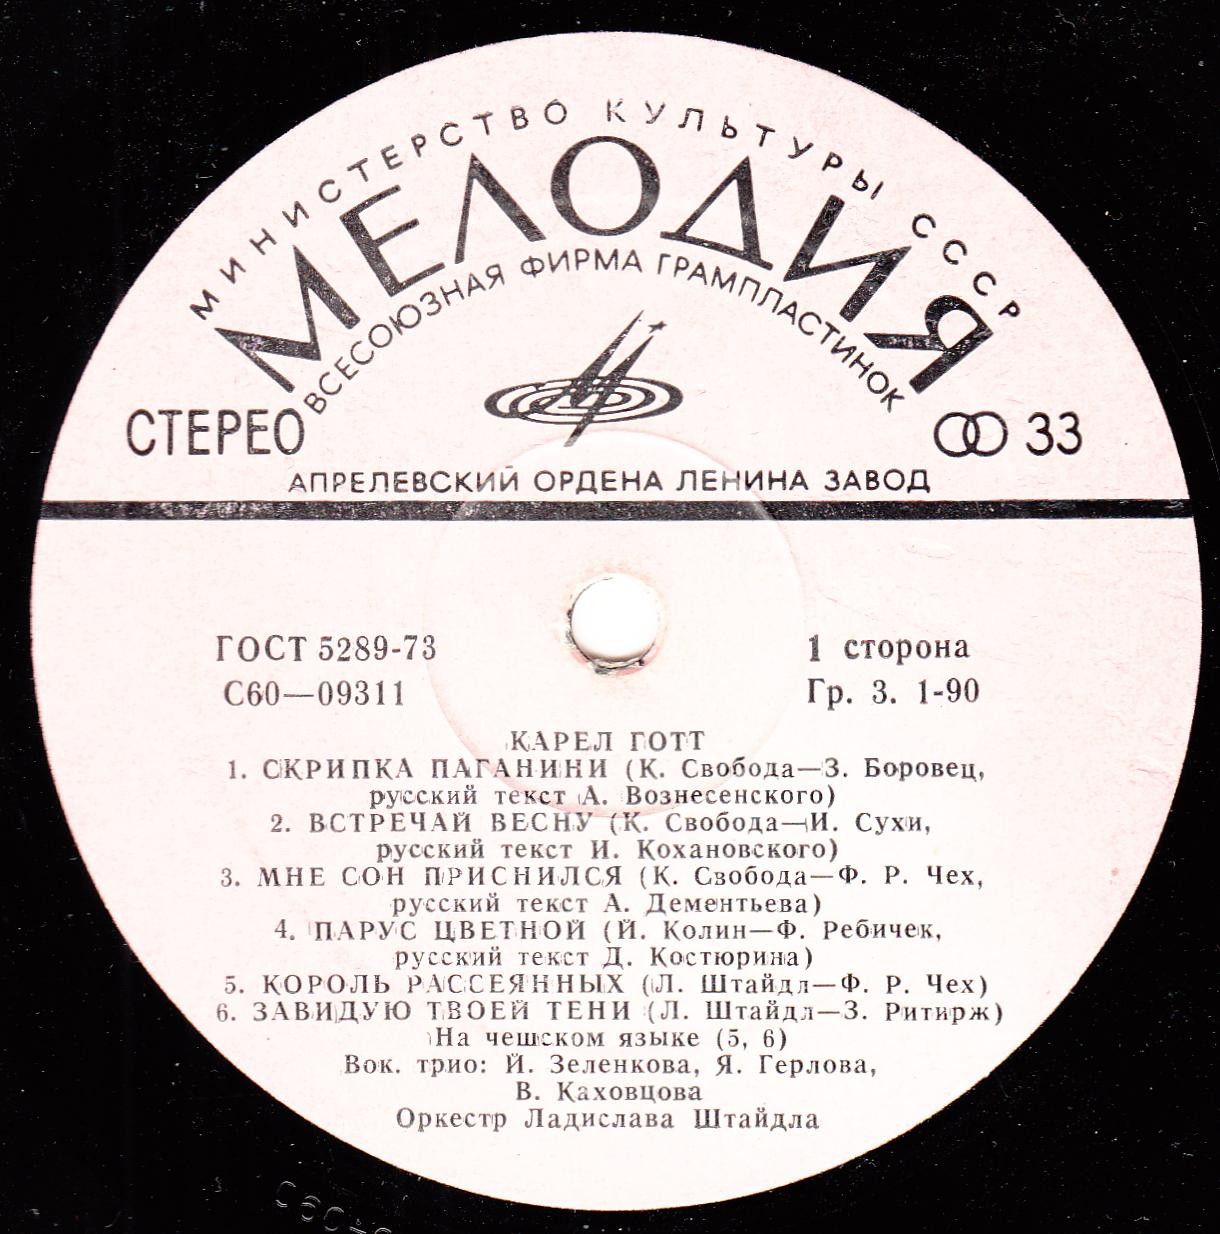 МИНИСТЕРСТВО КУЛЬТУРЫ СССР
МЕЛОДИЯ
ВСЕСОЮЗНАЯ ФИРМА ГРАМПЛАСТИНОК
СТЕРЕО
33
АПРЕЛЕВСКИЙ ОРДЕНА ЛЕНИНА ЗАВОД
ГОСТ 5289-73
1 сторона
С60—09311
Гр. 3. 1-90
КАРЕЛ ГОТТ
1. СКРИПКА ПАГАНИНИ (К. Свобода—З. Боровец,
русский текст А. Вознесенского)
2. ВСТРЕЧАЙ ВЕСНУ (К. Свобода—И. Сухи,
русский текст И. Кохановского)
3. МНЕ СОН ПРИСНИЛСЯ (К. Свобода—Ф. Р. Чех,
русский текст А. Дементьева)
4. ПАРУС ЦВЕТНОЙ (Й. Колин—Ф. Ребичек,
русский текст Д. Костюрина)
5. КОРОЛЬ РАССЕЯННЫХ (Л. Штайдл—Ф. Р. Чех)
6. ЗАВИДУЮ ТВОЕЙ ТЕНИ (Л. Штайдл—З. Ритирж)
На чешском языке (5, 6)
Вок. трио: Й. Зеленкова, Я. Герлова,
В. Каховцова
Оркестр Ладислава Штайдла